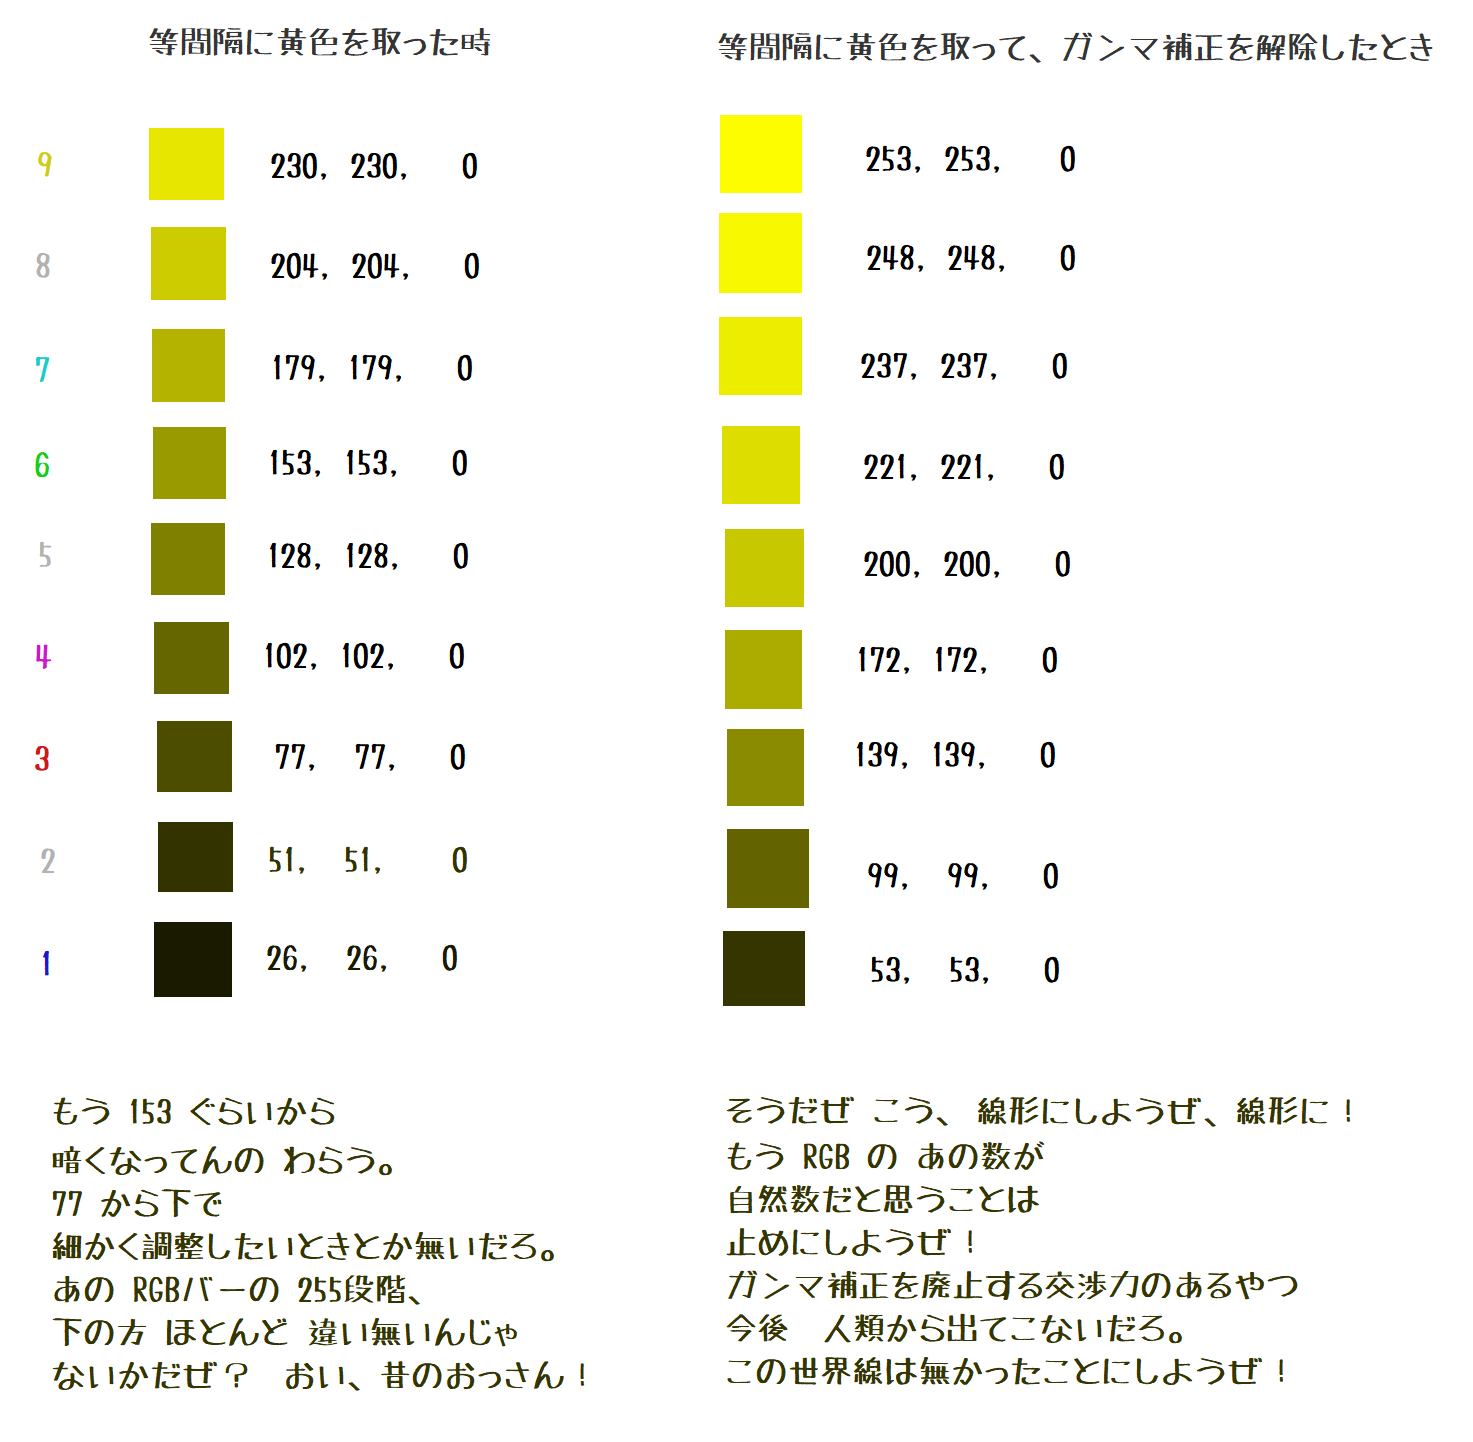 等間隔に黄色を取った時
等間隔に黄色を取って、ガンマ補正を解除したとき
9 230, 230, 0 253, 253, 0
8 204, 204, 0 248, 248, 0
7 179, 179, 0 237, 237, 0
6 153, 153, 0 221, 221, 0
5 128, 128, 0 200, 200, 0
4 102, 102, 0 172, 172, 0
3 77, 77, 0 139, 139, 0
2 51, 51, 0 99, 99, 0
1 26, 26, 0 53, 53, 0
もう 153 ぐらいから
暗くなってんの わらう。
77 から下で
細かく調整したいときとか無いだろ。
あの RGBバーの 255段階、
下の方 ほとんど 違い無いんじゃ
ないかだぜ? おい、昔のおっさん!
そうだぜ こう、 線形にしようぜ、線形に!
もう RGB の あの数が
自然数だと思うことは
止めにしようぜ!
ガンマ補正を廃止する交渉力のあるやつ
今後 人類から出てこないだろ。
この世界線は無かったことにしようぜ!